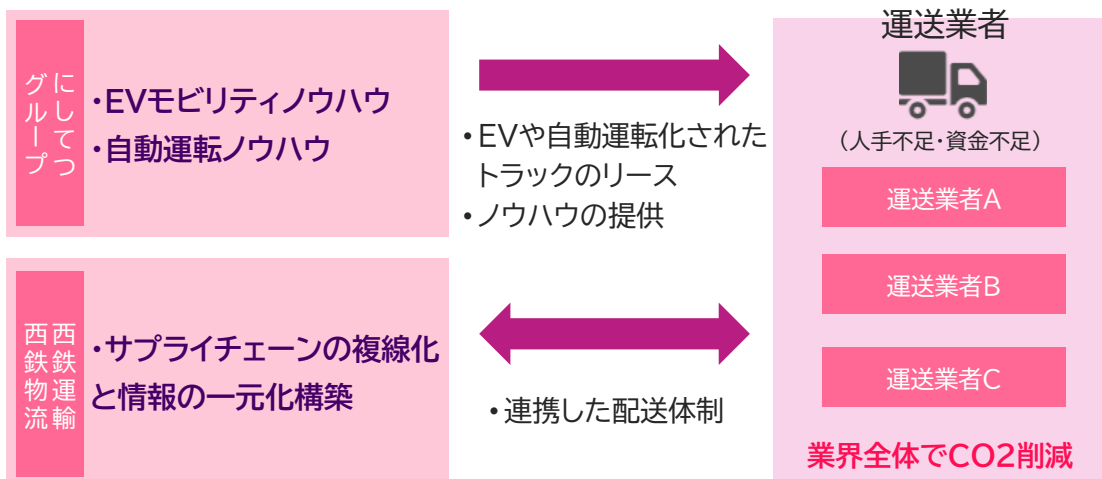 にしてつ
グループ
・EVモビリティノウハウ
・自動運転ノウハウ
・EVや自動運転化された
トラックのリース
・ノウハウの提供
西鉄運輸
西鉄物流
・サプライチェーンの複線化
と情報の一元化構築
・連携した配送体制
運送業者
（人手不足・資金不足）
運送業者A
運送業者B
運送業者C
業界全体でCO2削減